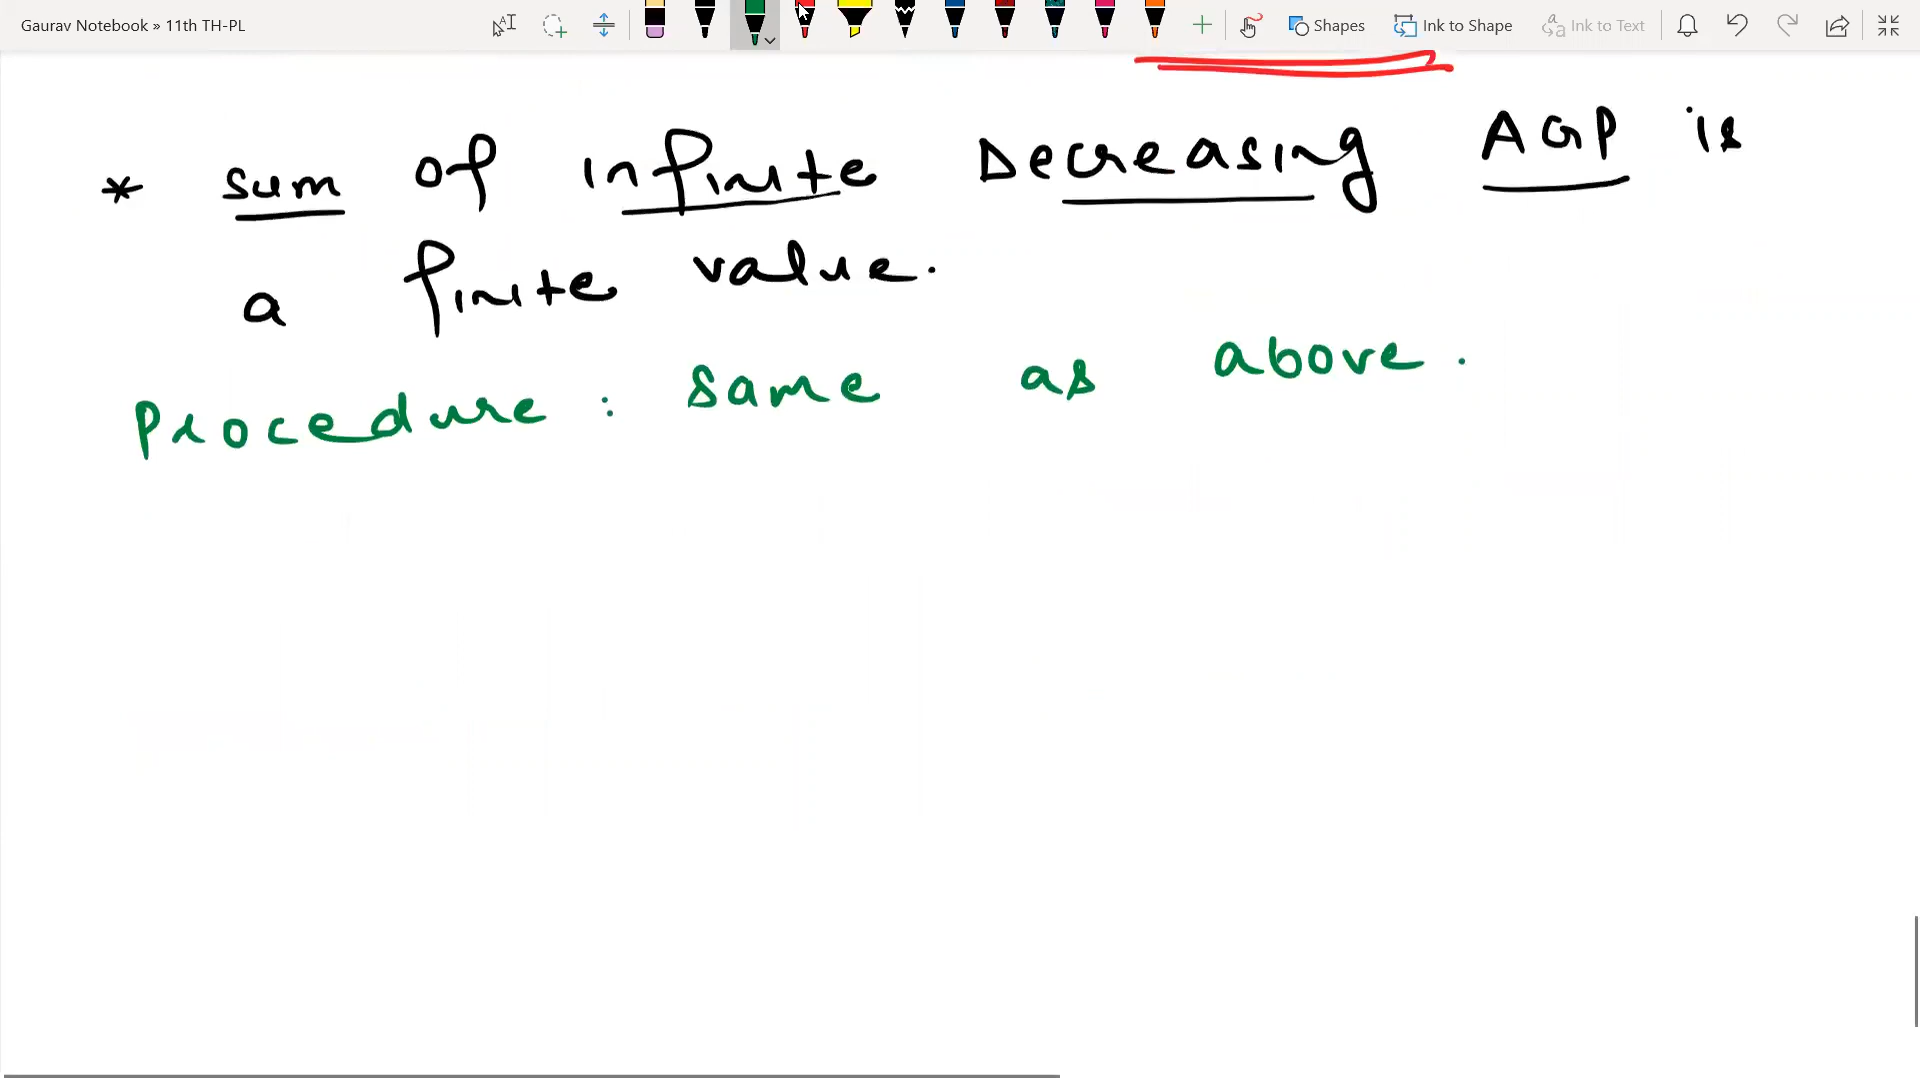 Gaurav Notebook » 11th TH-PL
Shapes
Ink to Shape
Ink to Text
* sum of infinite Decreasing AGP is
a finite value.
Procedure : same as above.